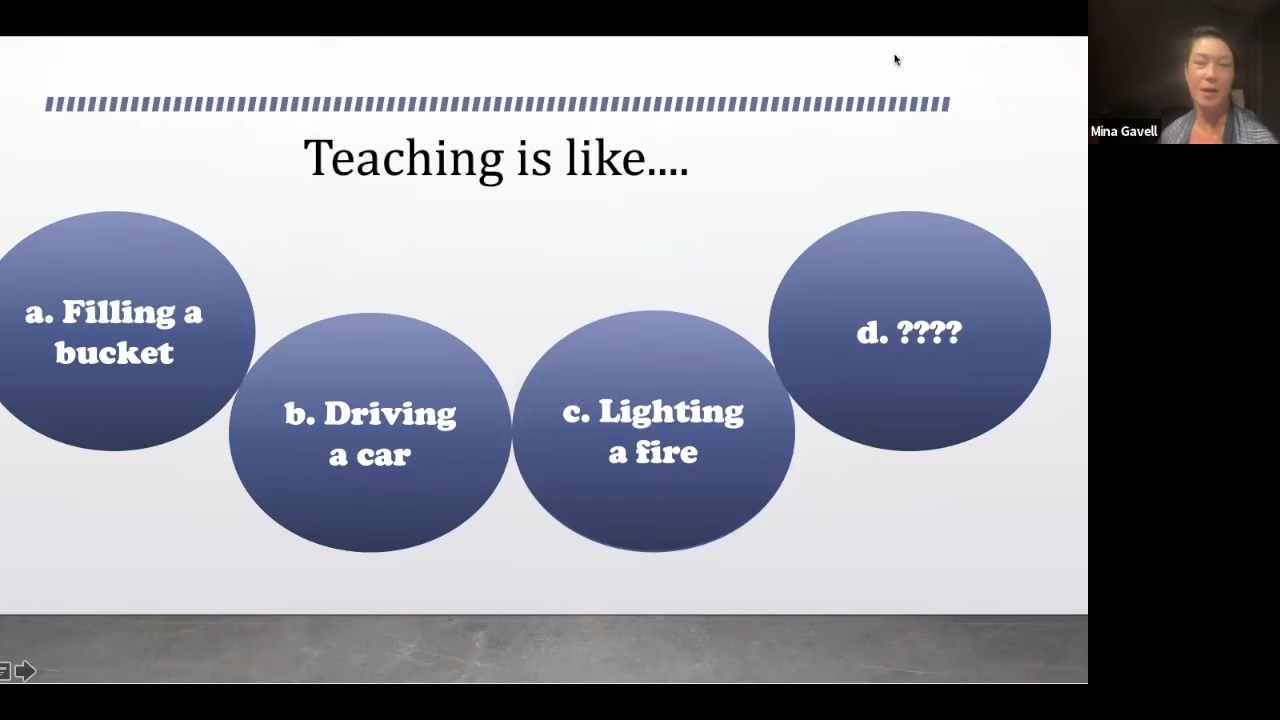 Teaching is like....
a. Filling a
bucket
b. Driving
a car
c. Lighting
a fire
d. ????
Mina Gavell